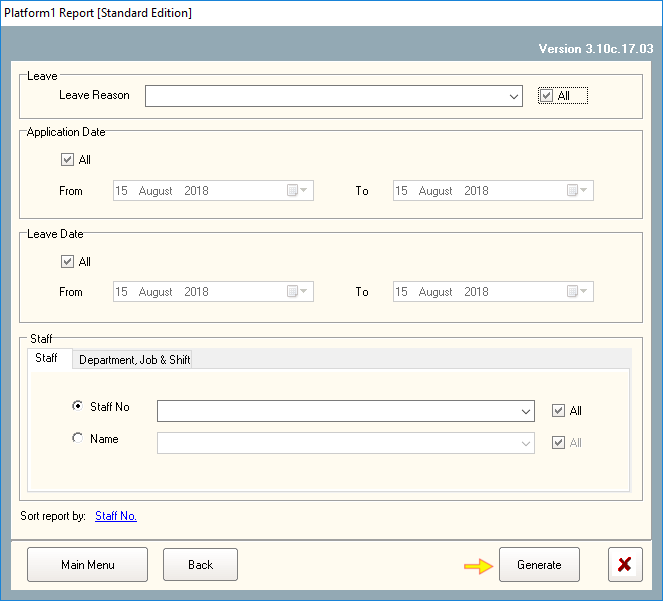 Platform1 Report [Standard Edition]
Version 3.10c.17.03
Leave
Leave Reason All
Application Date
All
From 15 August 2018 To 15 August 2018
Leave Date
All
From 15 August 2018 To 15 August 2018
Staff
Staff Department, Job & Shift
Staff No All
Name All
Sort report by: Staff No.
Main Menu Back Generate